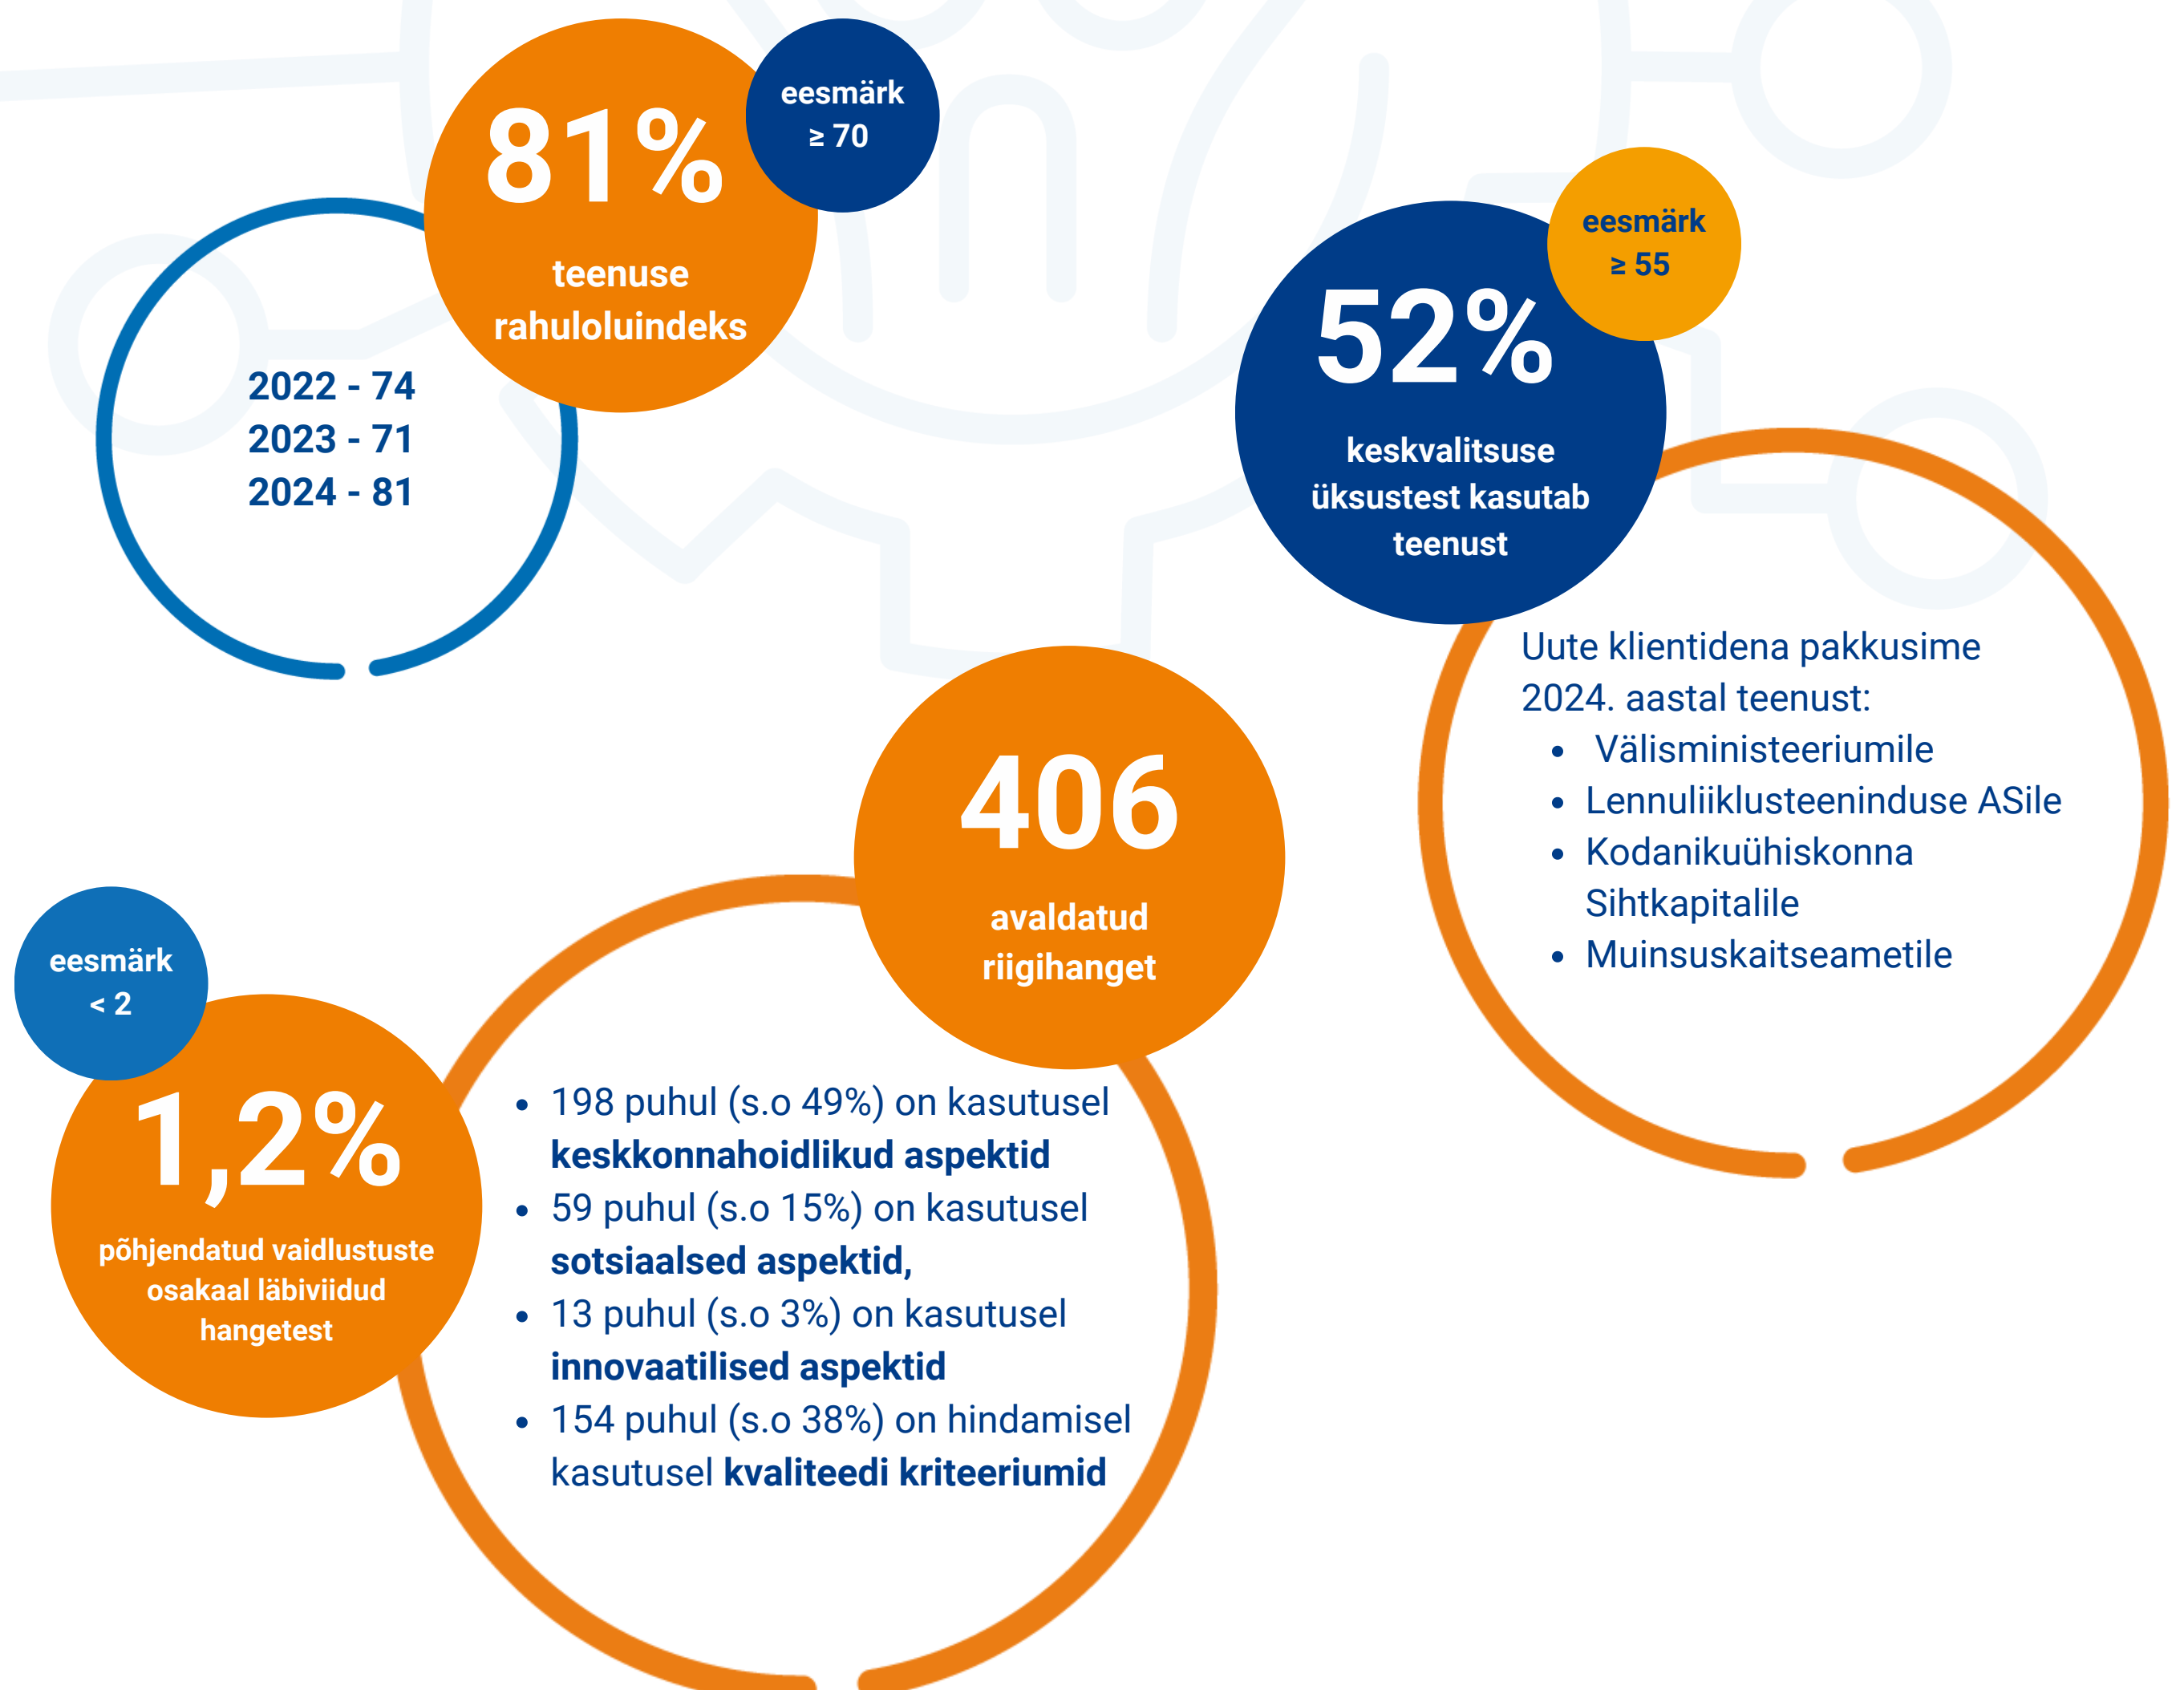 81%
teenuse
rahuloluindeks
eesmärk
≥ 70
2022 - 74
2023 - 71
2024 - 81
52%
keskvalitsuse
üksustest kasutab
teenust
eesmärk
≥ 55
Uute klientidena pakkusime
2024. aastal teenust:
• Välisministeeriumile
• Lennuliiklusteeninduse ASile
• Kodanikuühiskonna
Sihtkapitalile
• Muinsuskaitseametile
406
avaldatud
riigihanget
• 198 puhul (s.o 49%) on kasutusel
keskkonnahoidlikud aspektid
• 59 puhul (s.o 15%) on kasutusel
sotsiaalsed aspektid,
• 13 puhul (s.o 3%) on kasutusel
innovaatilised aspektid
• 154 puhul (s.o 38%) on hindamisel
kasutusel kvaliteedi kriteeriumid
eesmärk
< 2
1,2%
põhjendatud vaidlustuste
osakaal läbiviidud
hangetest